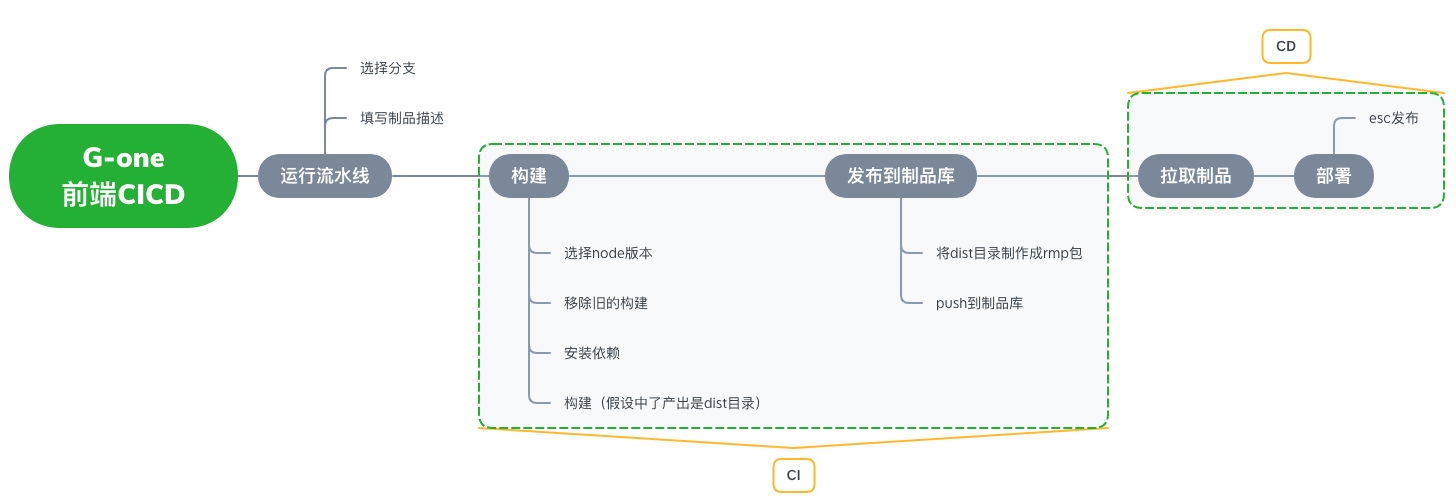 G-one
前端CICD
运行流水线
选择分支
填写制品描述
构建
选择node版本
移除旧的构建
安装依赖
构建（假设中了产出是dist目录）
发布到制品库
将dist目录制作成rmp包
push到制品库
CI
拉取制品
部署
esc发布
CD